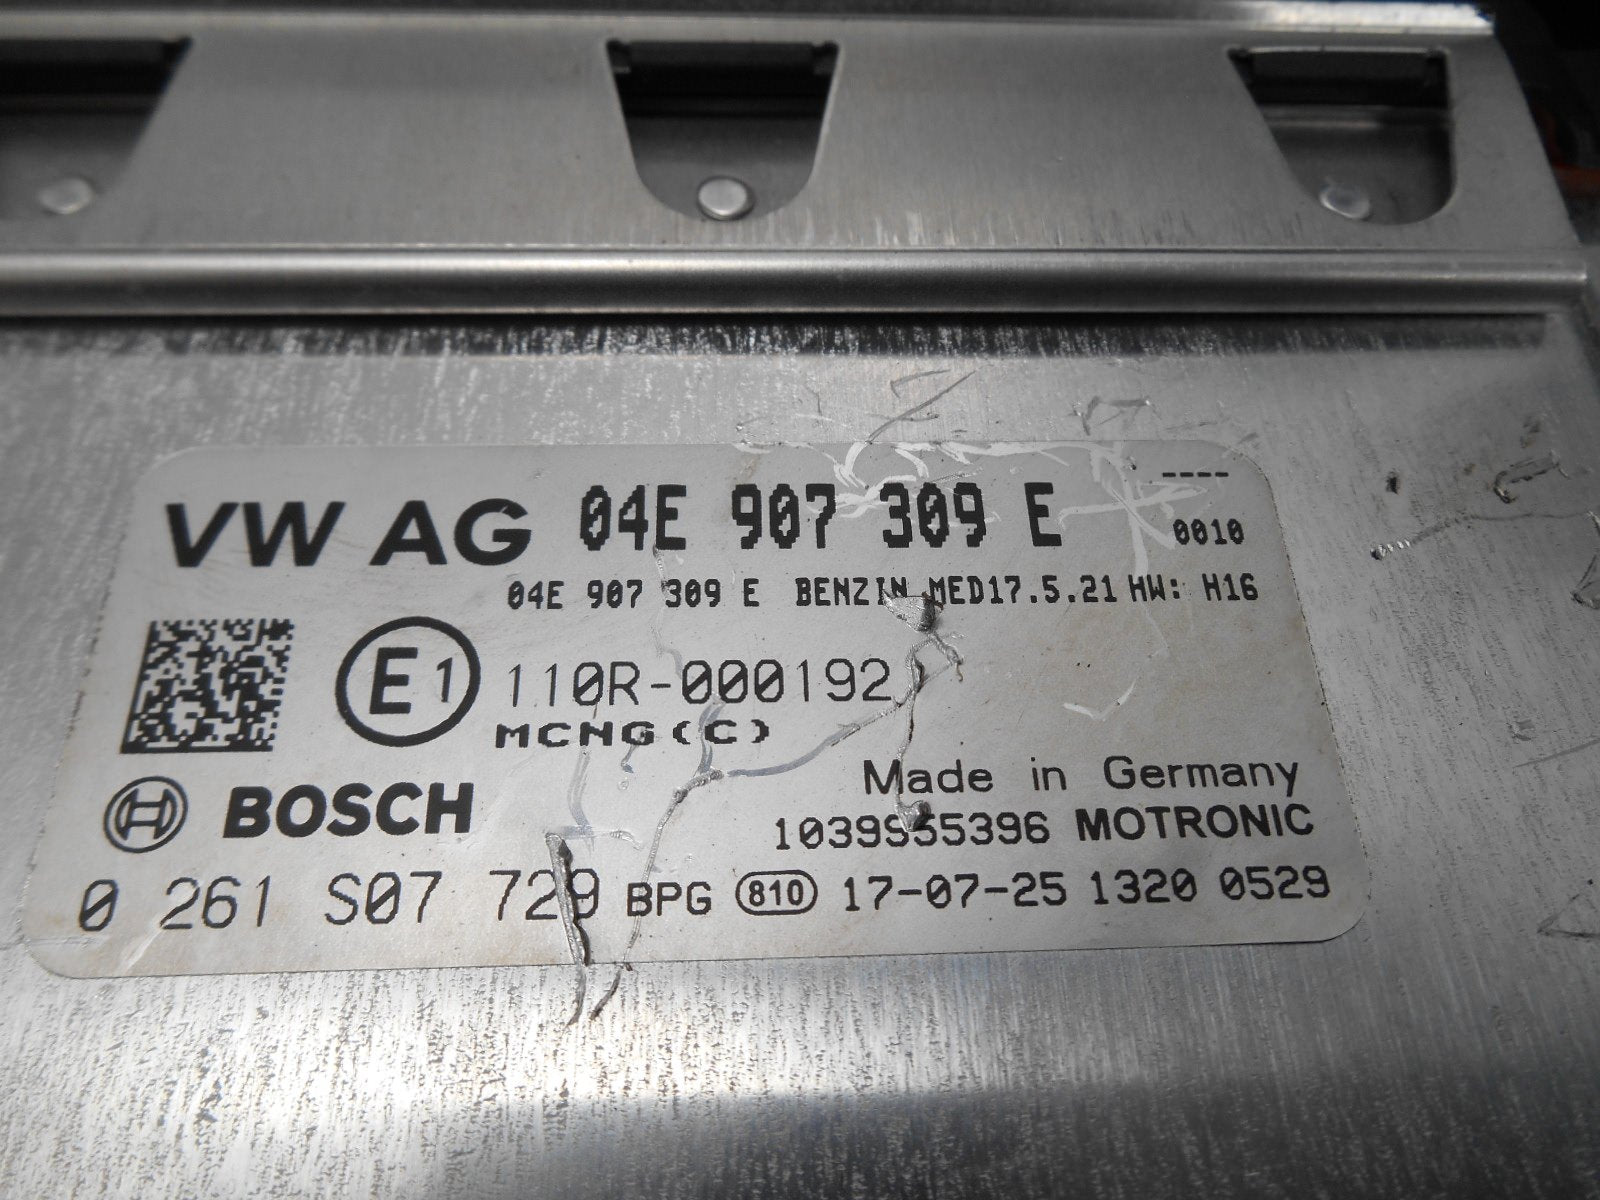 ----
VW AG 04E 907 309 E 0010
04E 907 309 E BENZIN MED17.5.21 HW: H16
E1 110R-000192
MCNG(C)
Made in Germany
BOSCH 1039S55396 MOTRONIC
0 261 S07 729 BPG 810 17-07-25 1320 0529